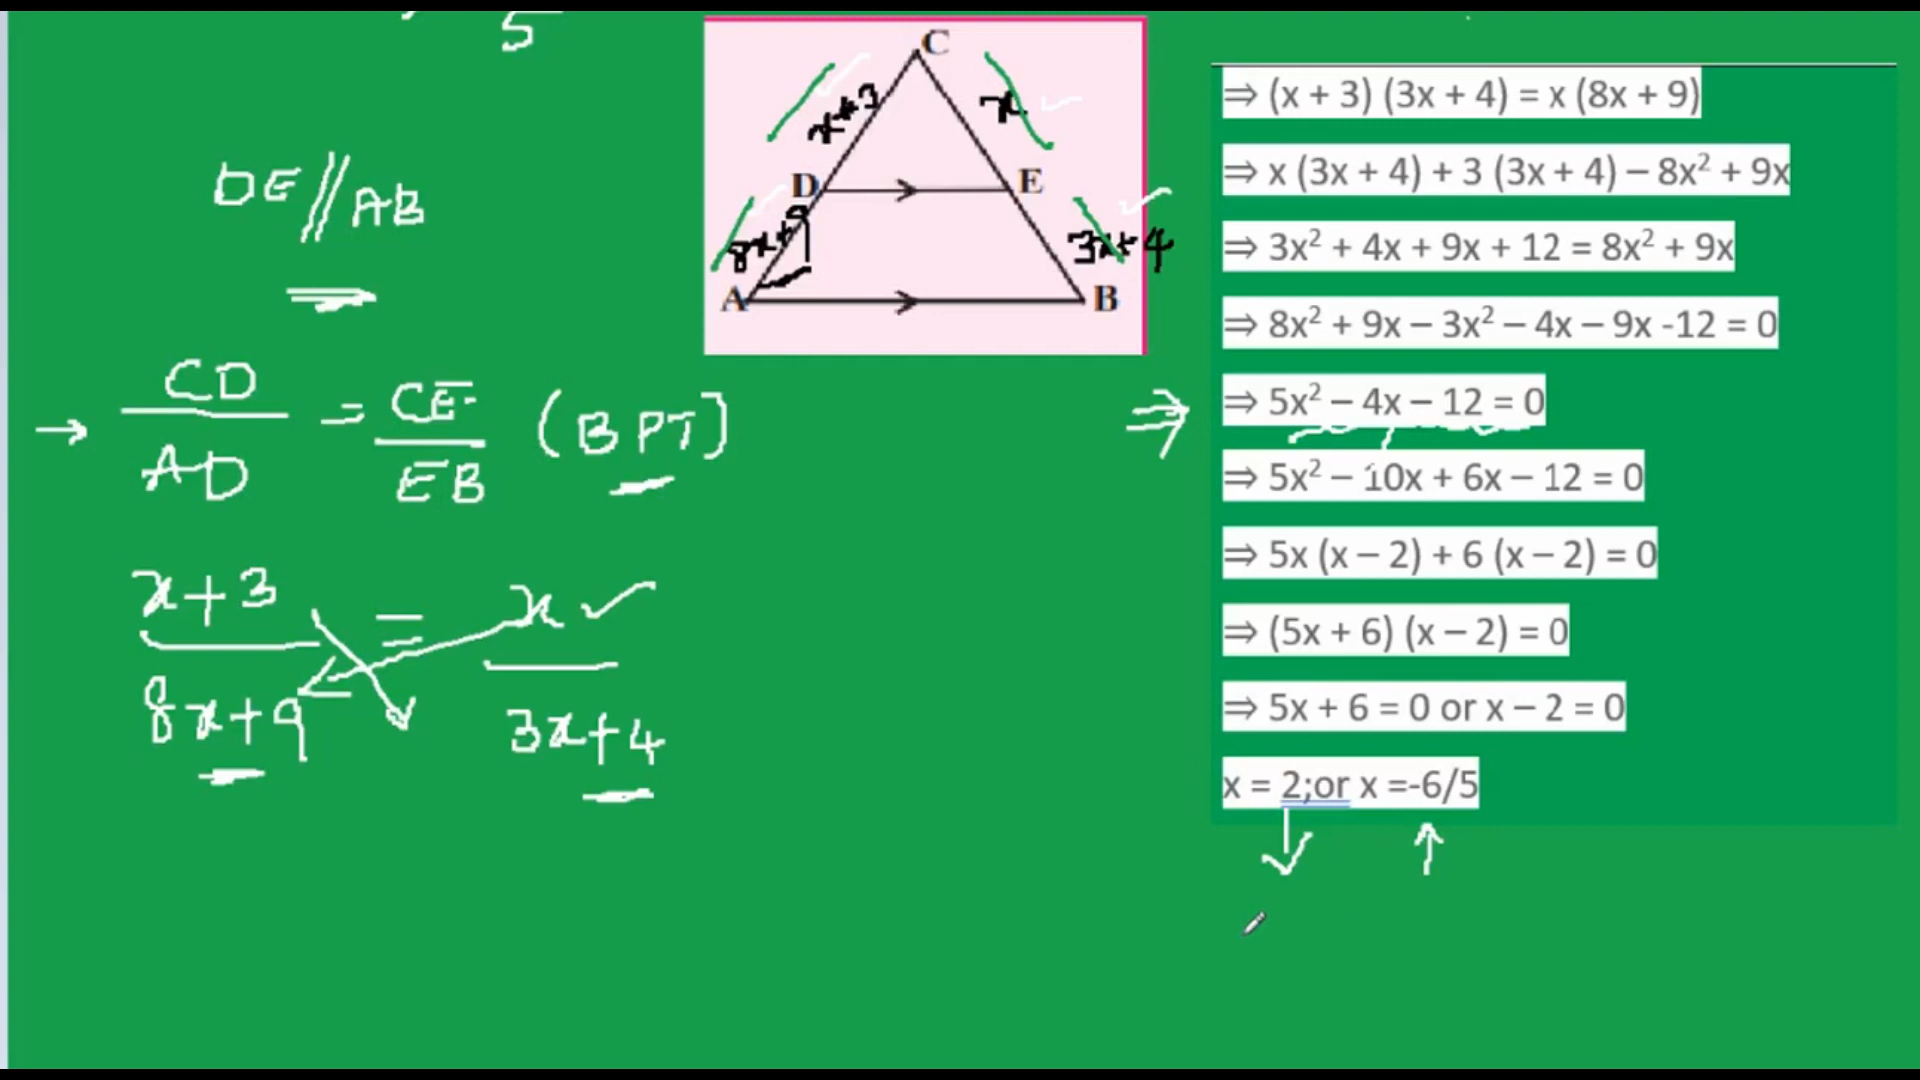 5
C
x+3
x
D
E
8x+9
3x+4
A
B
DE // AB
→ CD/AD = CE/EB (BPT)
x+3/8x+9 = x/3x+4
⇒ (x + 3) (3x + 4) = x (8x + 9)
⇒ x (3x + 4) + 3 (3x + 4) – 8x² + 9x
⇒ 3x² + 4x + 9x + 12 = 8x² + 9x
⇒ 8x² + 9x – 3x² – 4x – 9x -12 = 0
⇒ ⇒ 5x² – 4x – 12 = 0
⇒ 5x² – 10x + 6x – 12 = 0
⇒ 5x (x – 2) + 6 (x – 2) = 0
⇒ (5x + 6) (x – 2) = 0
⇒ 5x + 6 = 0 or x – 2 = 0
x = 2;or x =-6/5